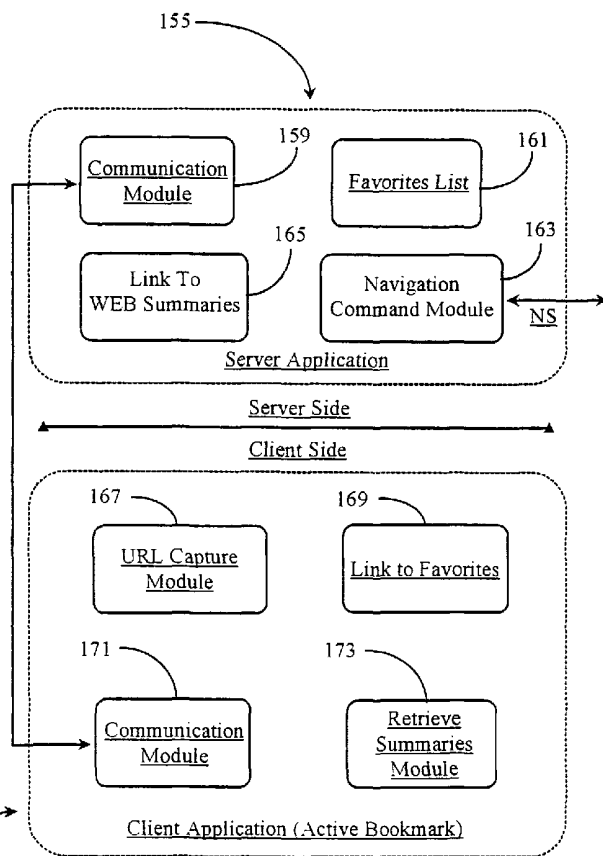 155
159
Communication
Module
161
Favorites List
165
Link To
WEB Summaries
163
Navigation
Command Module
NS
Server Application
Server Side
Client Side
167
URL Capture
Module
169
Link to Favorites
171
Communication
Module
173
Retrieve
Summaries
Module
Client Application (Active Bookmark)